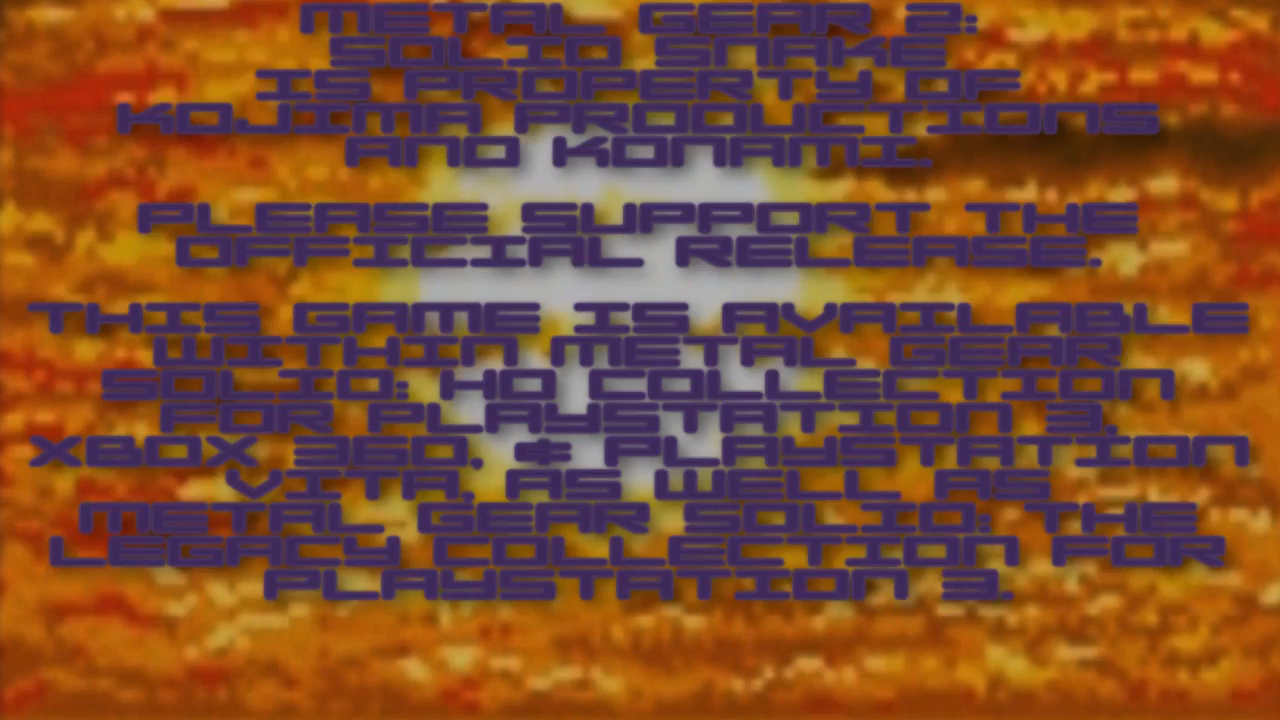 METAL GEAR 2:
SOLID SNAKE
IS PROPERTY OF
KOJIMA PRODUCTIONS
AND KONAMI.
PLEASE SUPPORT THE
OFFICIAL RELEASE.
THIS GAME IS AVAILABLE
WITHIN METAL GEAR
SOLID: HD COLLECTION
FOR PLAYSTATION 3,
XBOX 360, & PLAYSTATION
VITA, AS WELL AS
METAL GEAR SOLID: THE
LEGACY COLLECTION FOR
PLAYSTATION 3.